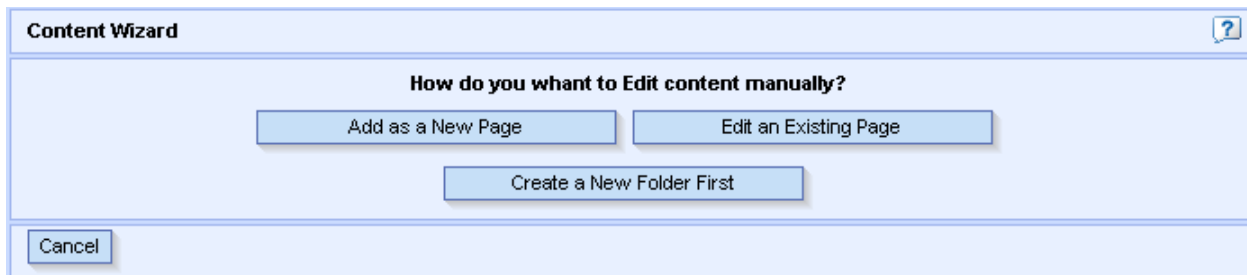 Content Wizard
?
How do you whant to Edit content manually?
Add as a New Page Edit an Existing Page
Create a New Folder First
Cancel